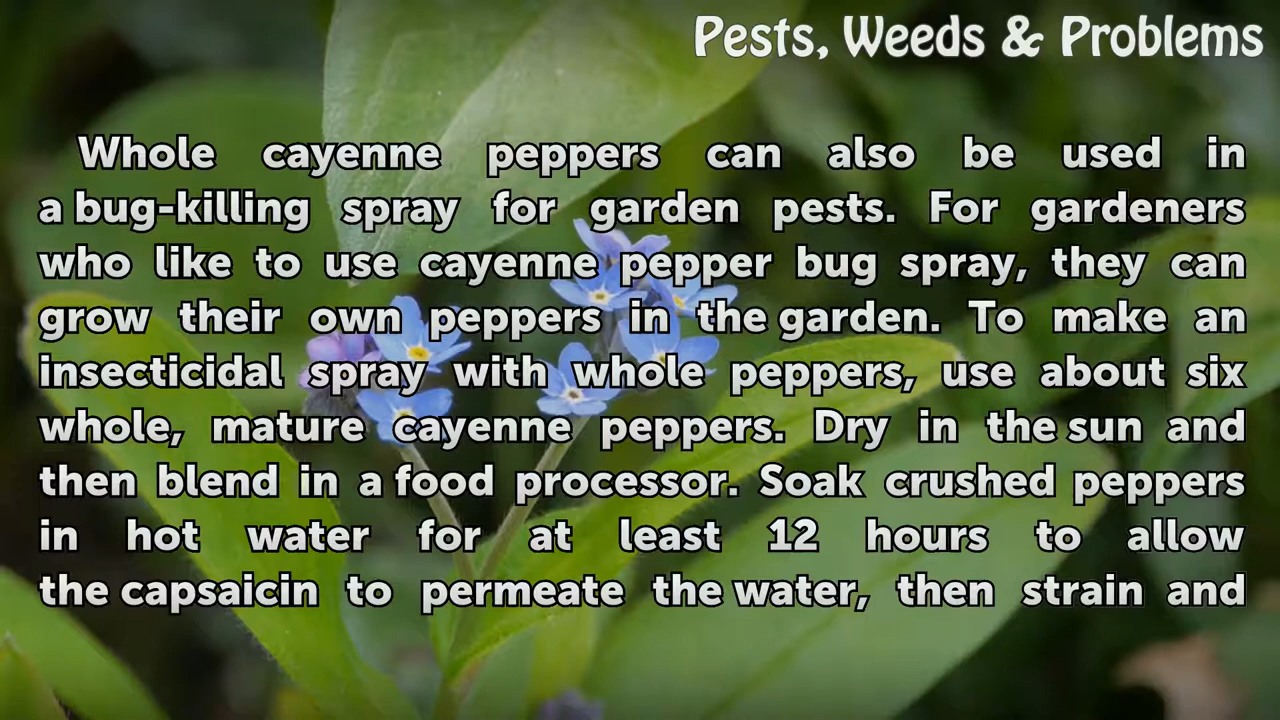 Pests, Weeds & Problems
Whole cayenne peppers can also be used in
a bug-killing spray for garden pests. For gardeners
who like to use cayenne pepper bug spray, they can
grow their own peppers in the garden. To make an
insecticidal spray with whole peppers, use about six
whole, mature cayenne peppers. Dry in the sun and
then blend in a food processor. Soak crushed peppers
in hot water for at least 12 hours to allow
the capsaicin to permeate the water, then strain and